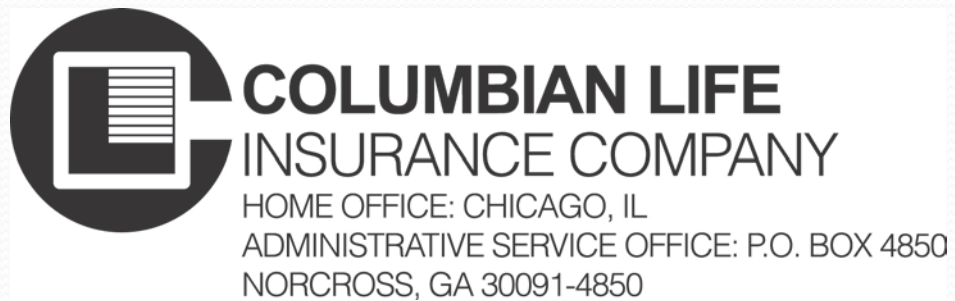 COLUMBIAN LIFE
INSURANCE COMPANY
HOME OFFICE: CHICAGO, IL
ADMINISTRATIVE SERVICE OFFICE: P.O. BOX 4850
NORCROSS, GA 30091-4850